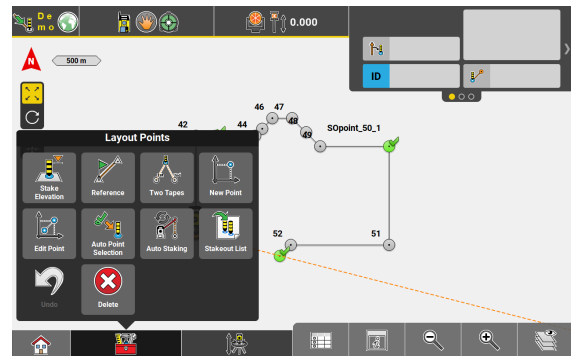 De
mo
0.000
N
500 m
ID
46 47
48
42
44
49
SOpoint_50_1
Layout Points
Stake
Elevation
Reference
Two Tapes
New Point
Edit Point
Auto Point
Selection
Auto Staking
Stakeout List
52
51
Undo
Delete